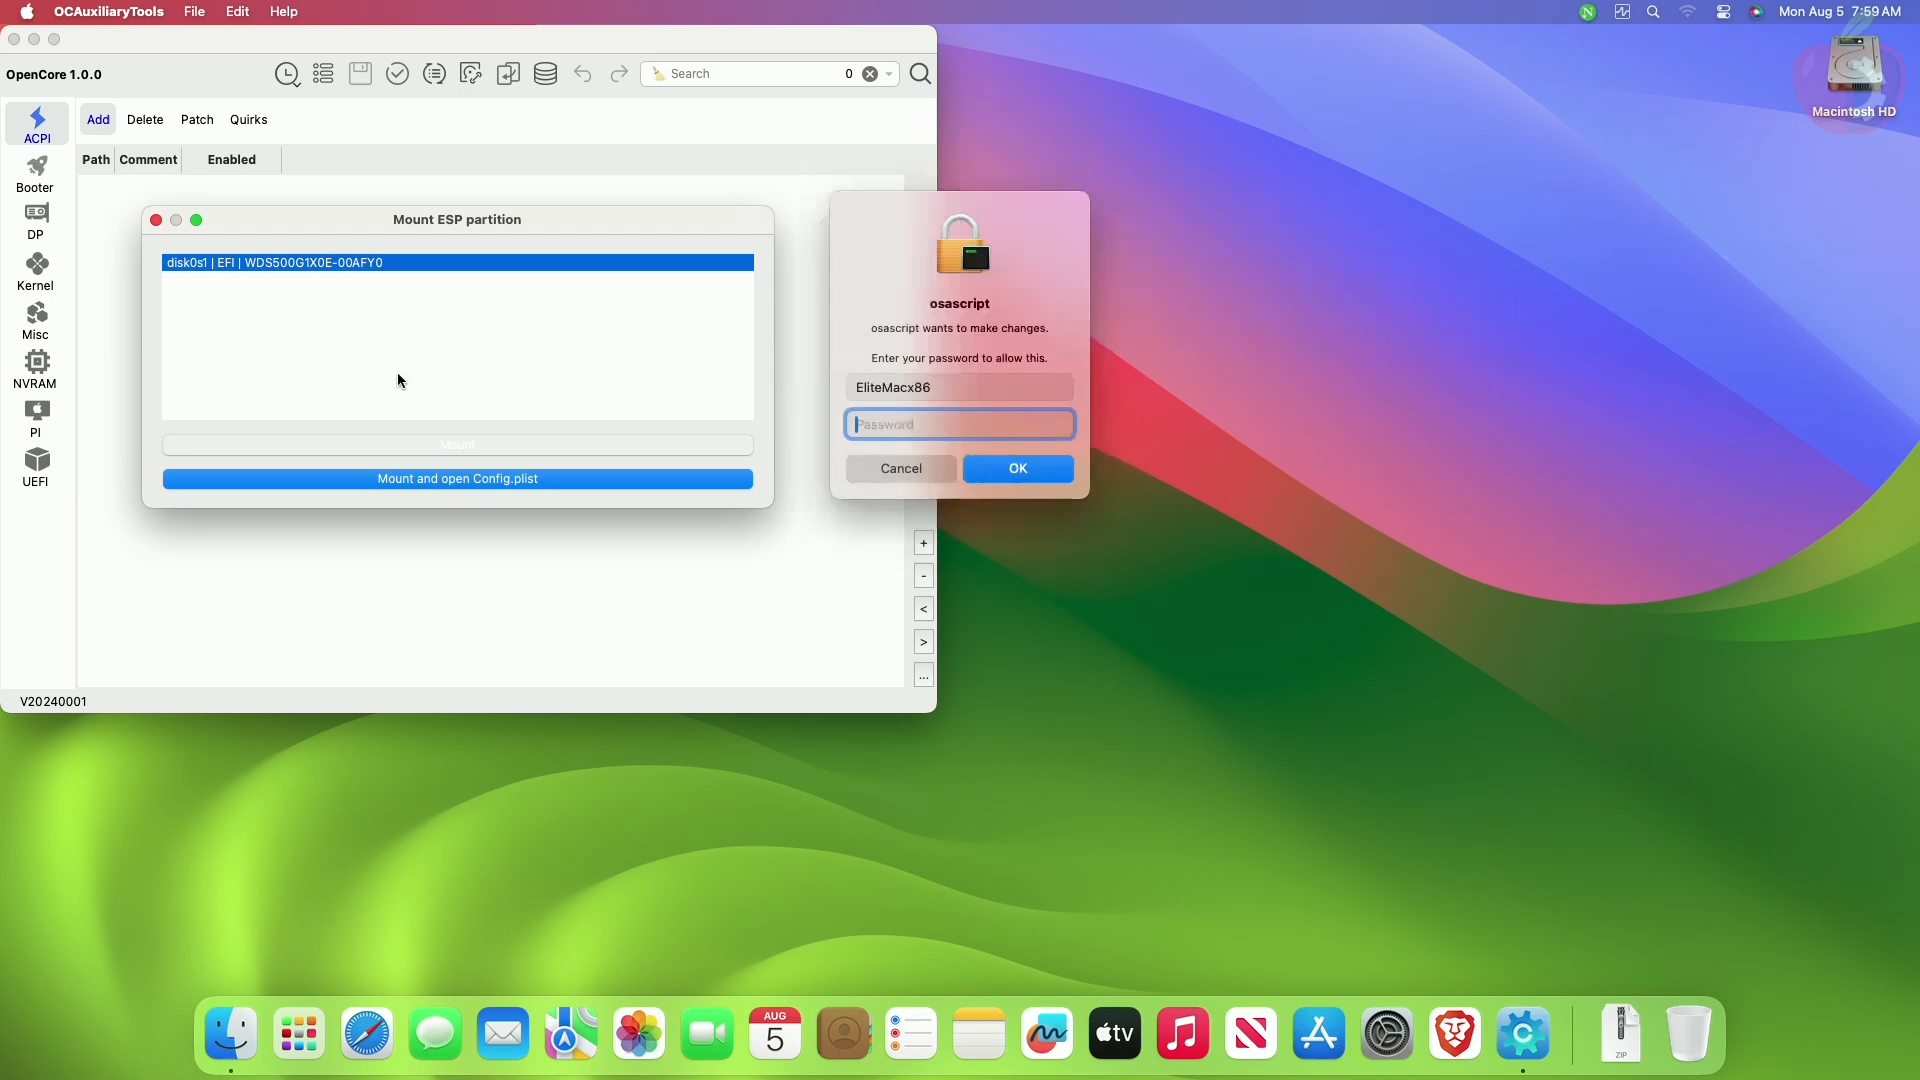 OCAuxiliaryTools File Edit Help
Mon Aug 5 7:59 AM
OpenCore 1.0.0
Search 0
Macintosh HD
ACPI
Booter
DP
Kernel
Misc
NVRAM
PI
UEFI
Add Delete Patch Quirks
Path Comment Enabled
Mount ESP partition
disk0s1 | EFI | WDS500G1X0E-00AFY0
Mount
Mount and open Config.plist
osascript
osascript wants to make changes.
Enter your password to allow this.
EliteMacx86
Password
Cancel OK
+
-
<
>
...
V20240001
AUG
5
tv
ZIP